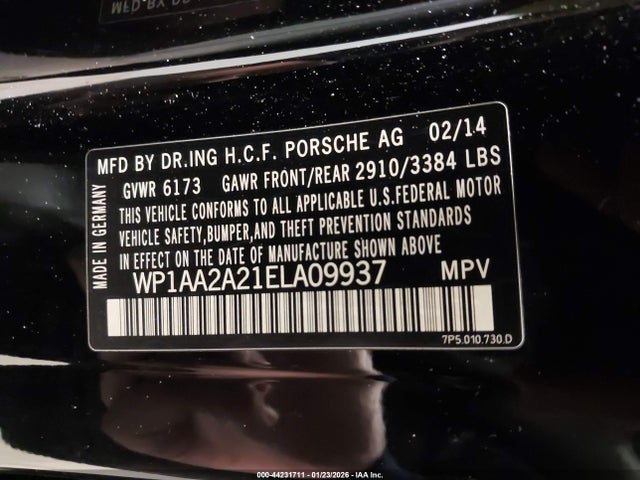 MFD BY DR.ING H.C.F. PORSCHE AG 02/14
GVWR 6173 GAWR FRONT/REAR 2910/3384 LBS
THIS VEHICLE CONFORMS TO ALL APPLICABLE U.S.FEDERAL MOTOR
VEHICLE SAFETY,BUMPER,AND THEFT PREVENTION STANDARDS
IN EFFECT ON THE DATE OF MANUFACTURE SHOWN ABOVE
WP1AA2A21ELA09937 MPV
MADE IN GERMANY
7P5.010.730.D
000-44231711 - 01/23/2026 - IAA Inc.